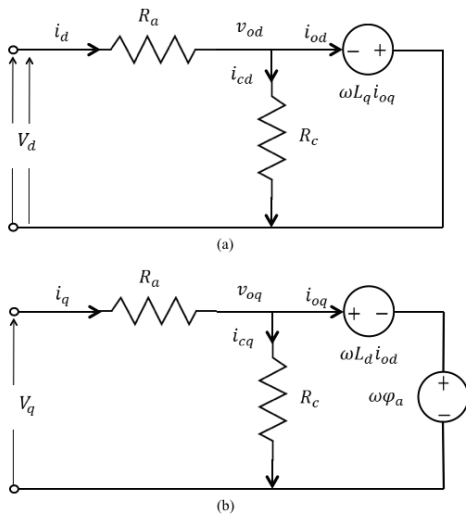 i_d
R_a
v_od
i_od
i_cd
− +
ωL_q i_oq
V_d
R_c
(a)
i_q
R_a
v_oq
i_oq
i_cq
+ −
ωL_d i_od
V_q
R_c
ωφ_a
+
−
(b)